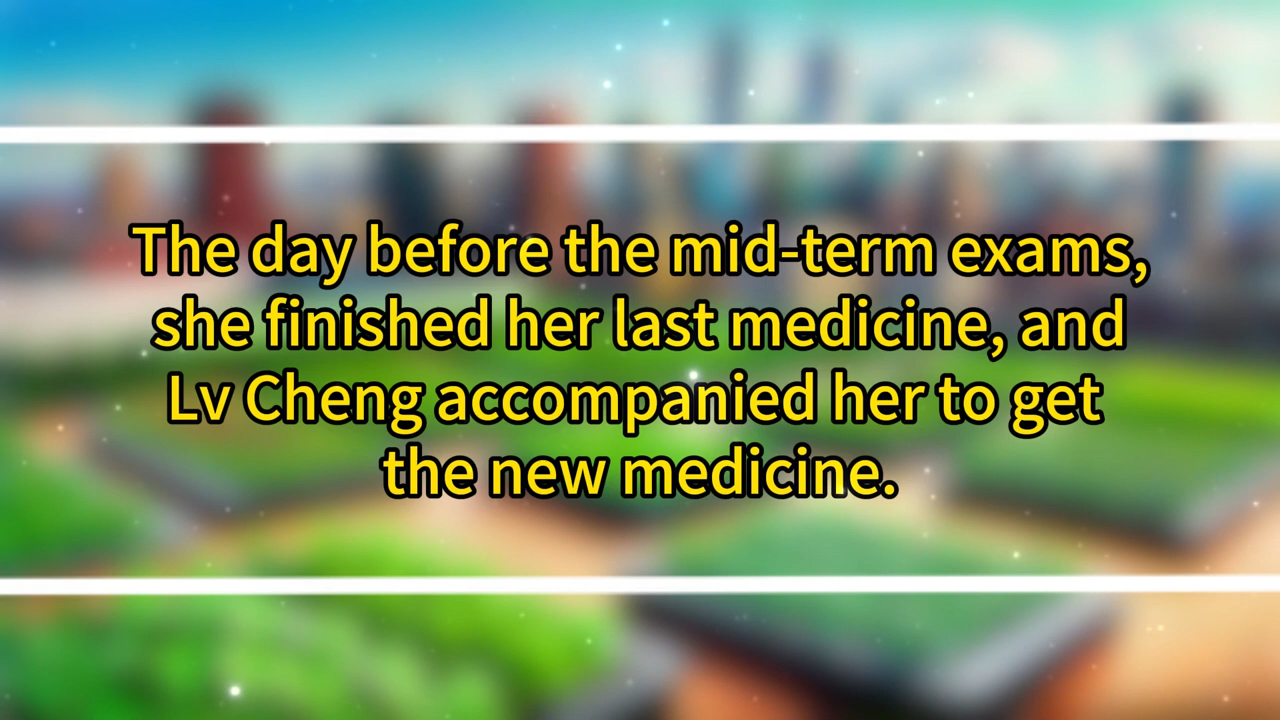 The day before the mid-term exams,
she finished her last medicine, and
Lv Cheng accompanied her to get
the new medicine.